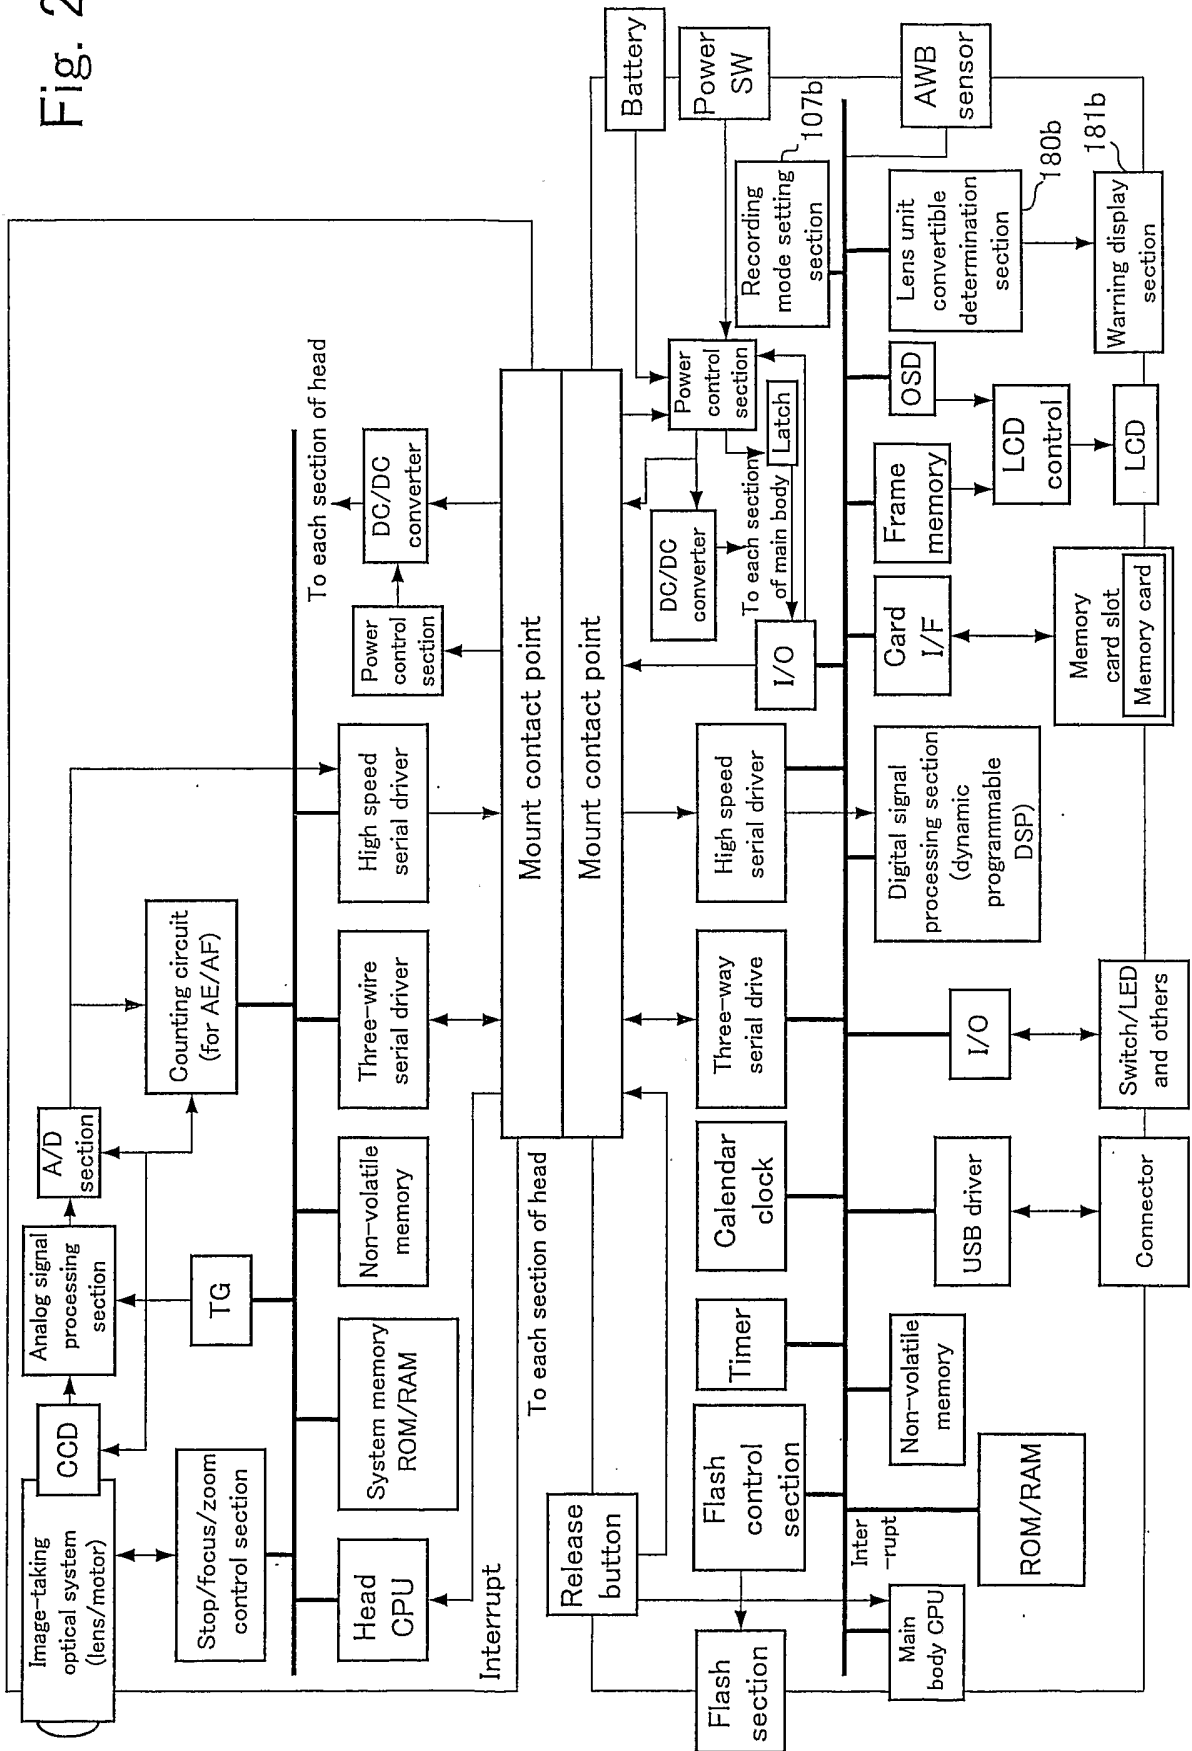 Fig. 2
Image-taking
optical system
(lens/motor)
CCD
Analog signal
processing
section
A/D
section
Stop/focus/zoom
control section
TG
Counting circuit
(for AE/AF)
To each section of head
Head
CPU
System memory
ROM/RAM
Non-volatile
memory
Three-wire
serial driver
High speed
serial driver
Power
control
section
DC/DC
converter
Interrupt
To each section of head
Mount contact point
Mount contact point
Release
button
Battery
Power
SW
Flash
section
Flash
control
section
Timer
Calendar
clock
Three-way
serial drive
High speed
serial driver
I/O
DC/DC
converter
To each section
of main body
Latch
Power
control
section
Recording
mode setting
section
107b
Inter
-rupt
Main
body CPU
ROM/RAM
Non-volatile
memory
USB driver
I/O
Digital signal
processing section
(dynamic
programmable
DSP)
Card
I/F
Frame
memory
OSD
LCD
control
Lens unit
convertible
determination
section
180b
AWB
sensor
Connector
Switch/LED
and others
Memory
card slot
Memory card
LCD
Warning display
section
181b